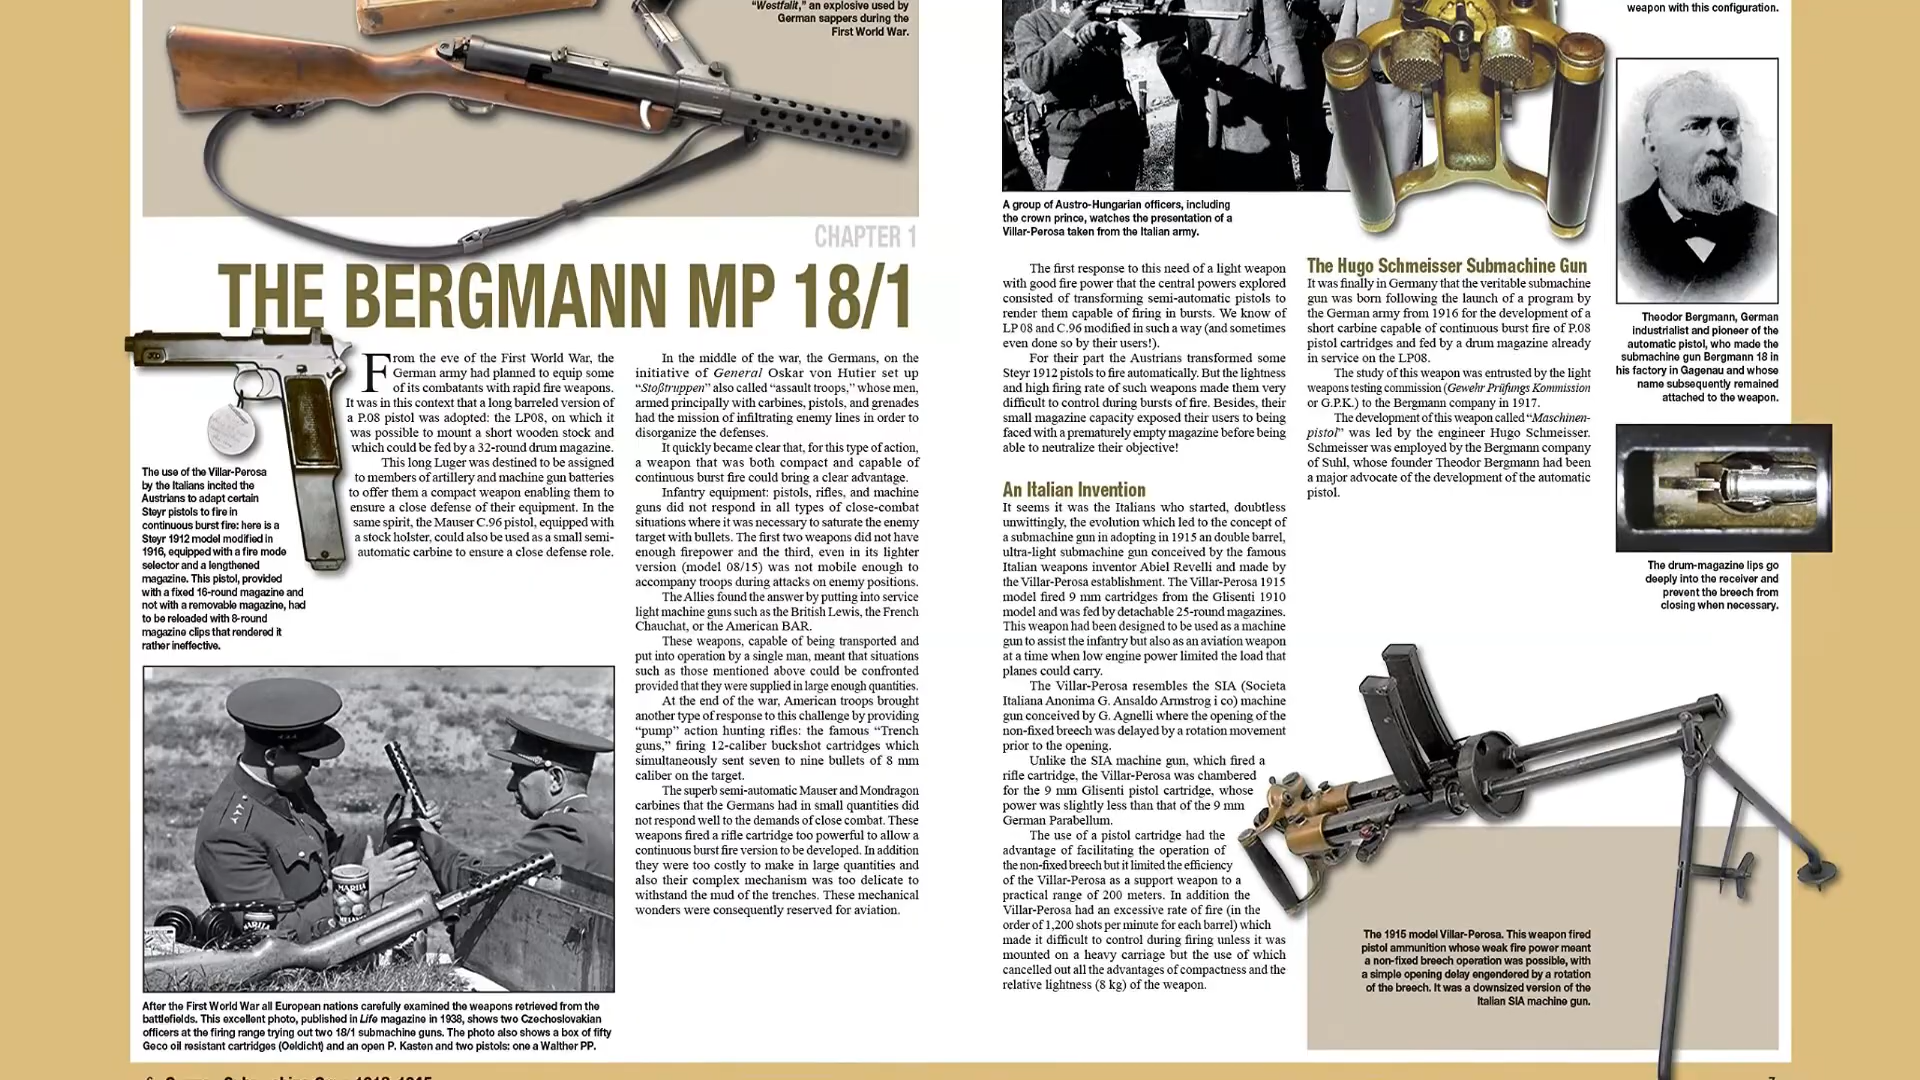 "Westfalit," an explosive used by
German sappers during the
First World War.
CHAPTER 1
THE BERGMANN MP 18/1
The use of the Villar-Perosa
by the Italians incited the
Austrians to adapt certain
Steyr pistols to fire in
continuous burst fire: here is a
Steyr 1912 model modified in
1916, equipped with a fire mode
selector and a lengthened
magazine. This pistol, provided
with a fixed 16-round magazine and
not with a removable magazine, had
to be reloaded with 8-round
magazine clips that rendered it
rather ineffective.
From the eve of the First World War, the
German army had planned to equip some
of its combatants with rapid fire weapons.
It was in this context that a long barreled version of
a P.08 pistol was adopted: the LP08, on which it
was possible to mount a short wooden stock and
which could be fed by a 32-round drum magazine.
This long Luger was destined to be assigned
to members of artillery and machine gun batteries
to offer them a compact weapon enabling them to
ensure a close defense of their equipment. In the
same spirit, the Mauser C.96 pistol, equipped with
a stock holster, could also be used as a small semi-
automatic carbine to ensure a close defense role.
MARIJA
MARIJA
After the First World War all European nations carefully examined the weapons retrieved from the
battlefields. This excellent photo, published in Life magazine in 1938, shows two Czechoslovakian
officers at the firing range trying out two 18/1 submachine guns. The photo also shows a box of fifty
Geco oil resistant cartridges (Oeldicht) and an open P. Kasten and two pistols: one a Walther PP.
In the middle of the war, the Germans, on the
initiative of General Oskar von Hutier set up
"Stoßtruppen" also called "assault troops," whose men,
armed principally with carbines, pistols, and grenades
had the mission of infiltrating enemy lines in order to
disorganize the defenses.
It quickly became clear that, for this type of action,
a weapon that was both compact and capable of
continuous burst fire could bring a clear advantage.
Infantry equipment: pistols, rifles, and machine
guns did not respond in all types of close-combat
situations where it was necessary to saturate the enemy
target with bullets. The first two weapons did not have
enough firepower and the third, even in its lighter
version (model 08/15) was not mobile enough to
accompany troops during attacks on enemy positions.
The Allies found the answer by putting into service
light machine guns such as the British Lewis, the French
Chauchat, or the American BAR.
These weapons, capable of being transported and
put into operation by a single man, meant that situations
such as those mentioned above could be confronted
provided that they were supplied in large enough quantities.
At the end of the war, American troops brought
another type of response to this challenge by providing
"pump" action hunting rifles: the famous "Trench
guns," firing 12-caliber buckshot cartridges which
simultaneously sent seven to nine bullets of 8 mm
caliber on the target.
The superb semi-automatic Mauser and Mondragon
carbines that the Germans had in small quantities did
not respond well to the demands of close combat. These
weapons fired a rifle cartridge too powerful to allow a
continuous burst fire version to be developed. In addition
they were too costly to make in large quantities and
also their complex mechanism was too delicate to
withstand the mud of the trenches. These mechanical
wonders were consequently reserved for aviation.
weapon with this configuration.
A group of Austro-Hungarian officers, including
the crown prince, watches the presentation of a
Villar-Perosa taken from the Italian army.
The first response to this need of a light weapon
with good fire power that the central powers explored
consisted of transforming semi-automatic pistols to
render them capable of firing in bursts. We know of
LP 08 and C.96 modified in such a way (and sometimes
even done so by their users!).
For their part the Austrians transformed some
Steyr 1912 pistols to fire automatically. But the lightness
and high firing rate of such weapons made them very
difficult to control during bursts of fire. Besides, their
small magazine capacity exposed their users to being
faced with a prematurely empty magazine before being
able to neutralize their objective!
An Italian Invention
It seems it was the Italians who started, doubtless
unwittingly, the evolution which led to the concept of
a submachine gun in adopting in 1915 an double barrel,
ultra-light submachine gun conceived by the famous
Italian weapons inventor Abiel Revelli and made by
the Villar-Perosa establishment. The Villar-Perosa 1915
model fired 9 mm cartridges from the Glisenti 1910
model and was fed by detachable 25-round magazines.
This weapon had been designed to be used as a machine
gun to assist the infantry but also as an aviation weapon
at a time when low engine power limited the load that
planes could carry.
The Villar-Perosa resembles the SIA (Societa
Italiana Anonima G. Ansaldo Armstrog i co) machine
gun conceived by G. Agnelli where the opening of the
non-fixed breech was delayed by a rotation movement
prior to the opening.
Unlike the SIA machine gun, which fired a
rifle cartridge, the Villar-Perosa was chambered
for the 9 mm Glisenti pistol cartridge, whose
power was slightly less than that of the 9 mm
German Parabellum.
The use of a pistol cartridge had the
advantage of facilitating the operation of
the non-fixed breech but it limited the efficiency
of the Villar-Perosa as a support weapon to a
practical range of 200 meters. In addition the
Villar-Perosa had an excessive rate of fire (in the
order of 1,200 shots per minute for each barrel) which
made it difficult to control during firing unless it was
mounted on a heavy carriage but the use of which
cancelled out all the advantages of compactness and the
relative lightness (8 kg) of the weapon.
The Hugo Schmeisser Submachine Gun
It was finally in Germany that the veritable submachine
gun was born following the launch of a program by
the German army from 1916 for the development of a
short carbine capable of continuous burst fire of P.08
pistol cartridges and fed by a drum magazine already
in service on the LP08.
The study of this weapon was entrusted by the light
weapons testing commission (Gewehr Prüfungs Kommission
or G.P.K.) to the Bergmann company in 1917.
The development of this weapon called "Maschinen-
pistol" was led by the engineer Hugo Schmeisser.
Schmeisser was employed by the Bergmann company
of Suhl, whose founder Theodor Bergmann had been
a major advocate of the development of the automatic
pistol.
Theodor Bergmann, German
industrialist and pioneer of the
automatic pistol, who made the
submachine gun Bergmann 18 in
his factory in Gagenau and whose
name subsequently remained
attached to the weapon.
The drum-magazine lips go
deeply into the receiver and
prevent the breech from
closing when necessary.
The 1915 model Villar-Perosa. This weapon fired
pistol ammunition whose weak fire power meant
a non-fixed breech operation was possible, with
a simple opening delay engendered by a rotation
of the breech. It was a downsized version of the
Italian SIA machine gun.